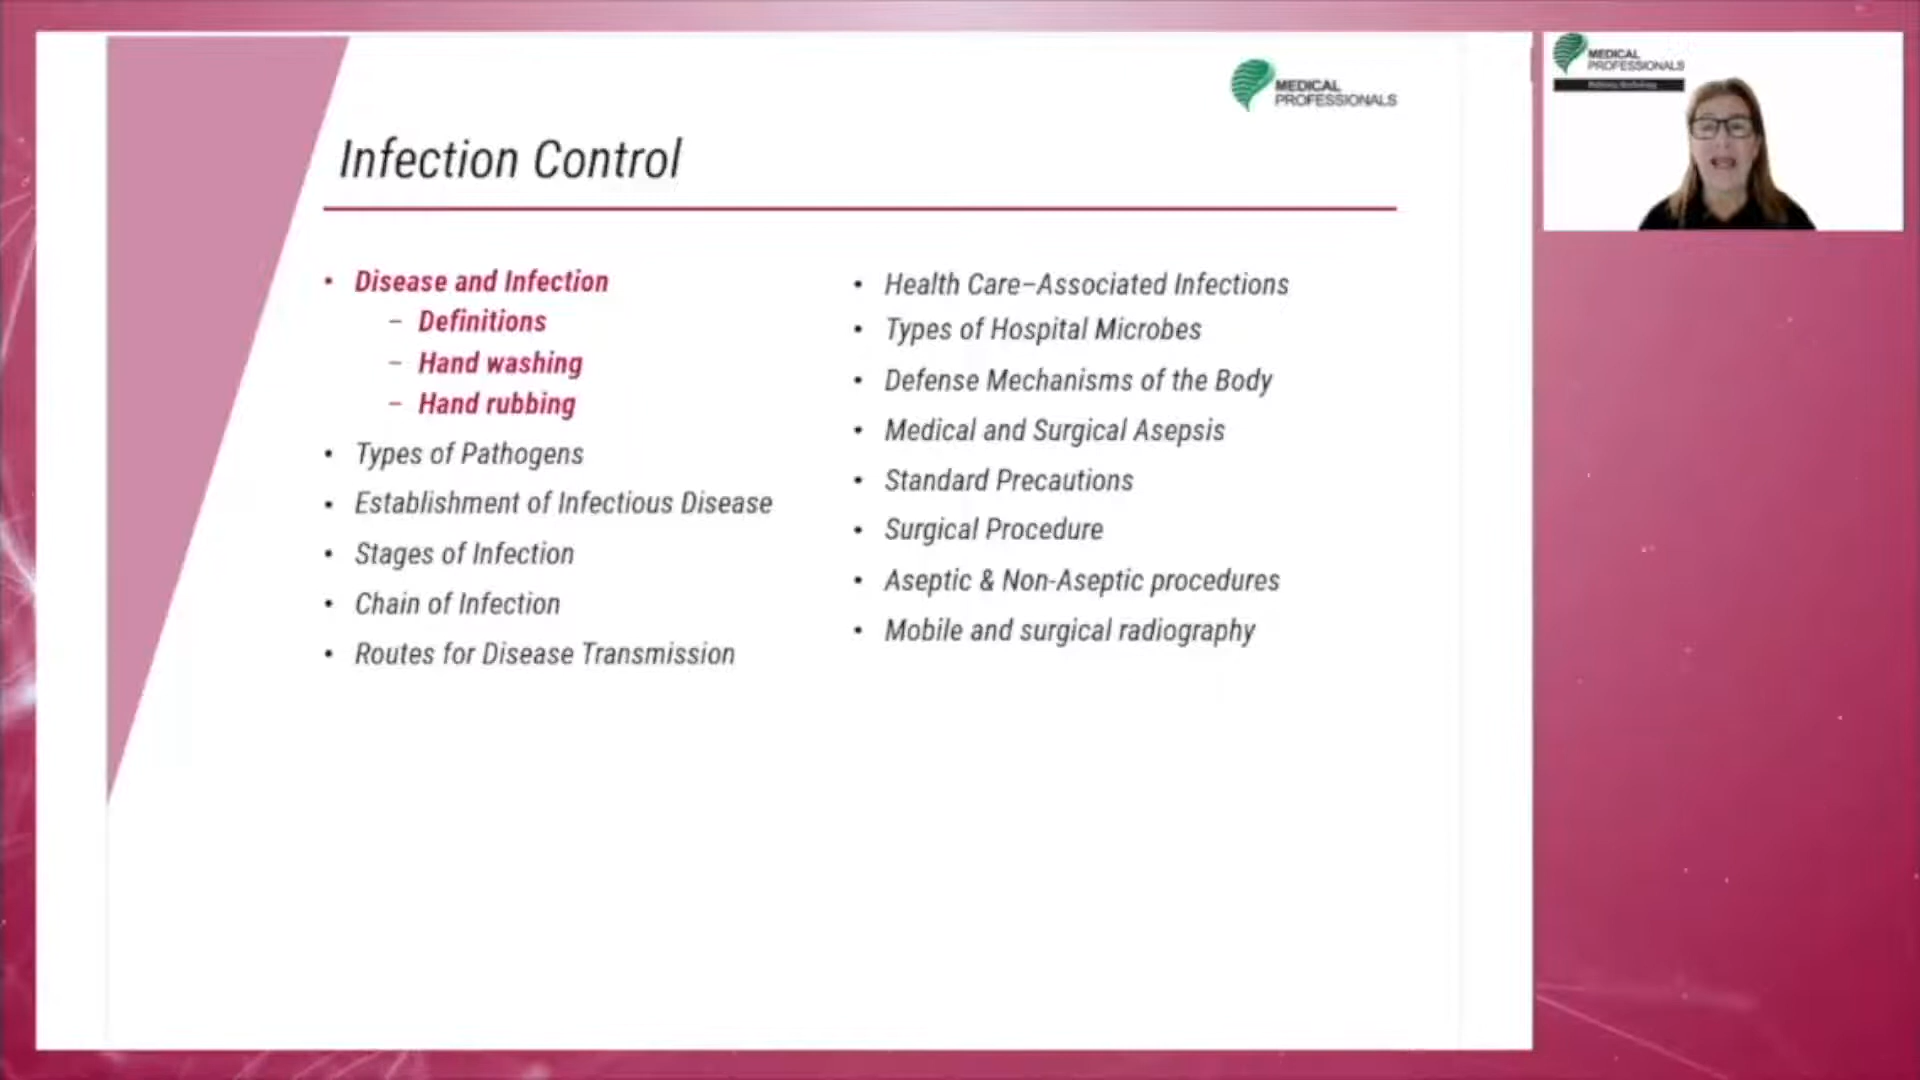 MEDICAL
PROFESSIONALS
Infection Control
• Disease and Infection
– Definitions
– Hand washing
– Hand rubbing
• Types of Pathogens
• Establishment of Infectious Disease
• Stages of Infection
• Chain of Infection
• Routes for Disease Transmission
• Health Care–Associated Infections
• Types of Hospital Microbes
• Defense Mechanisms of the Body
• Medical and Surgical Asepsis
• Standard Precautions
• Surgical Procedure
• Aseptic & Non-Aseptic procedures
• Mobile and surgical radiography
MEDICAL
PROFESSIONALS